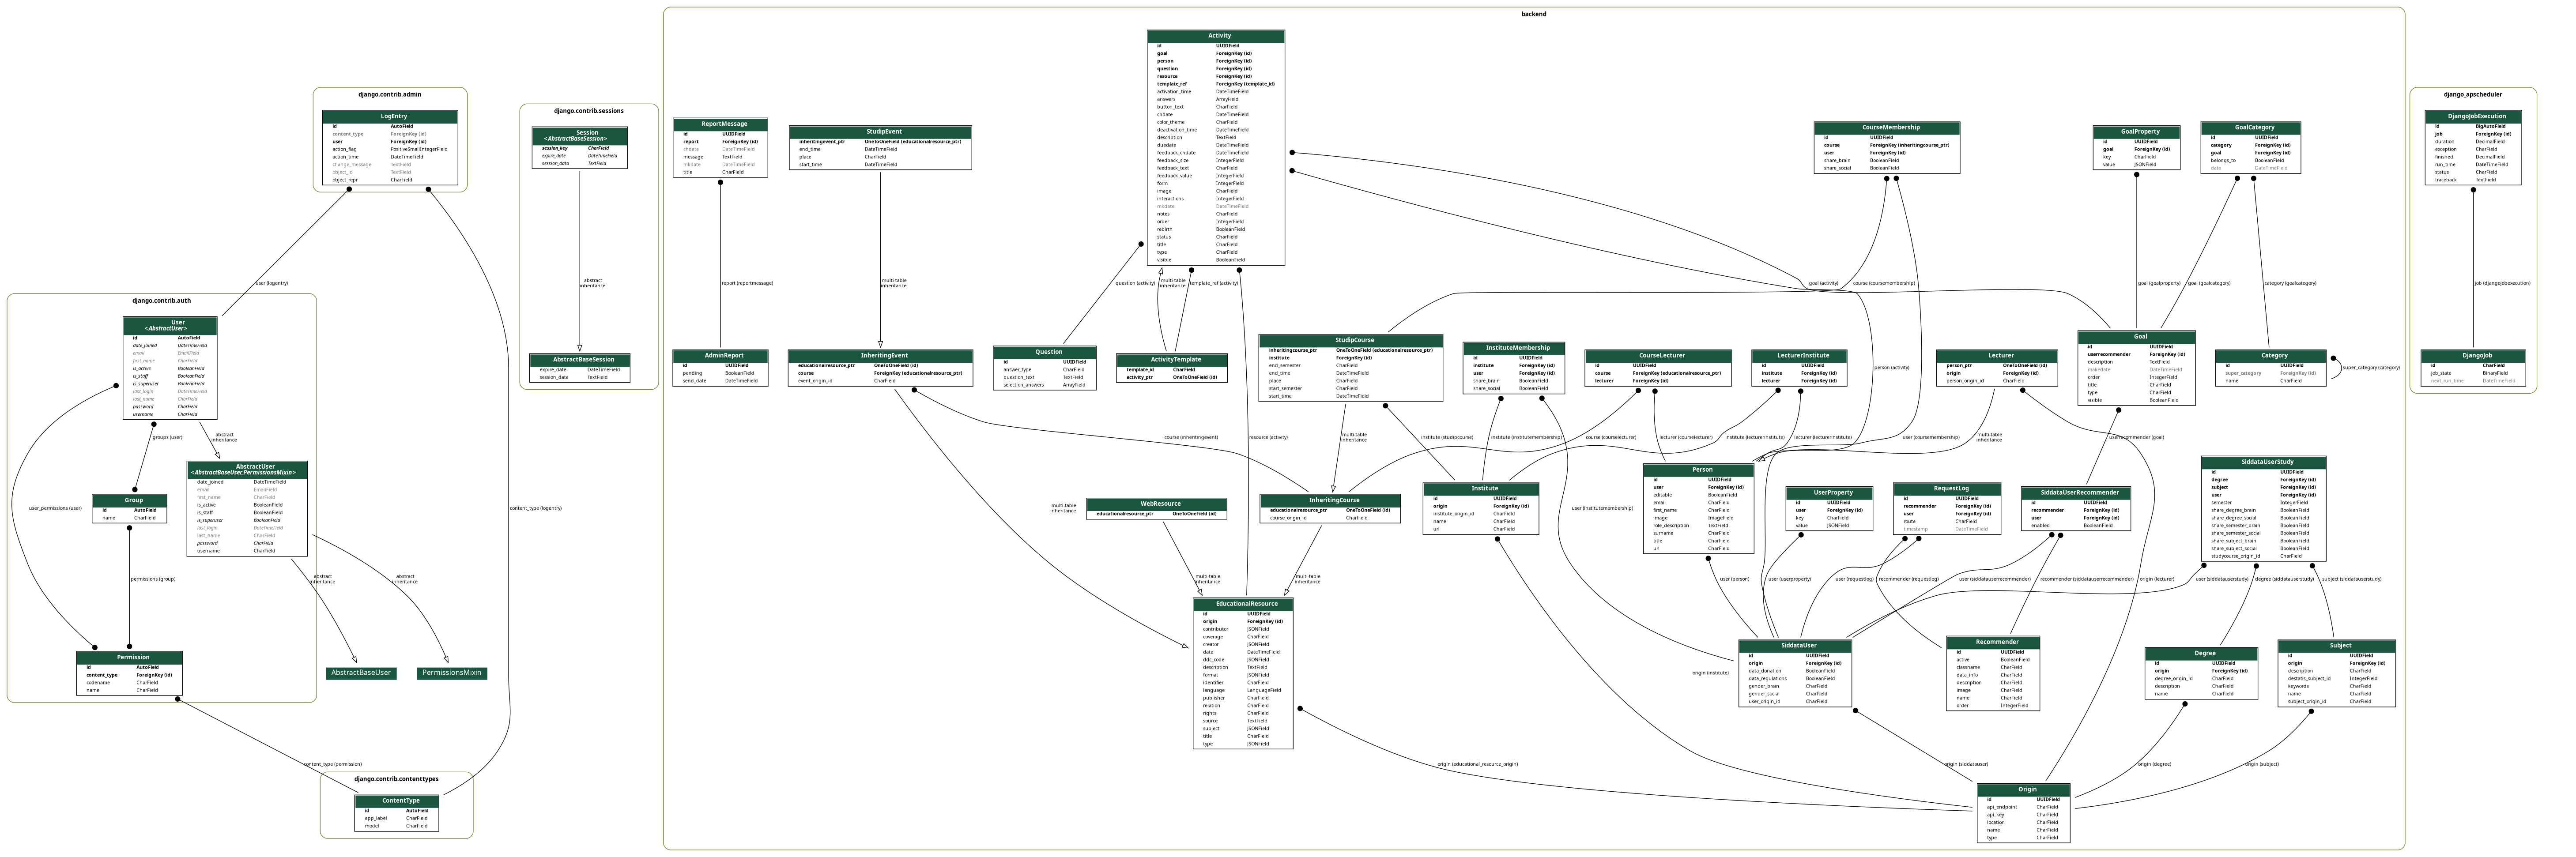 backend
django.contrib.admin
LogEntry
id AutoField
content_type ForeignKey (id)
user ForeignKey (id)
action_flag PositiveSmallIntegerField
action_time DateTimeField
change_message TextField
object_id TextField
object_repr CharField
django.contrib.sessions
Session
<AbstractBaseSession>
session_key CharField
expire_date DateTimeField
session_data TextField
abstract
inheritance
AbstractBaseSession
expire_date DateTimeField
session_data TextField
user (logentry)
content_type (logentry)
django.contrib.auth
User
<AbstractUser>
id AutoField
date_joined DateTimeField
email EmailField
first_name CharField
is_active BooleanField
is_staff BooleanField
is_superuser BooleanField
last_login DateTimeField
last_name CharField
password CharField
username CharField
groups (user)
abstract
inheritance
AbstractUser
<AbstractBaseUser,PermissionsMixin>
date_joined DateTimeField
email EmailField
first_name CharField
is_active BooleanField
is_staff BooleanField
is_superuser BooleanField
last_login DateTimeField
last_name CharField
password CharField
username CharField
Group
id AutoField
name CharField
user_permissions (user)
permissions (group)
abstract
inheritance
abstract
inheritance
Permission
id AutoField
content_type ForeignKey (id)
codename CharField
name CharField
AbstractBaseUser
PermissionsMixin
content_type (permission)
django.contrib.contenttypes
ContentType
id AutoField
app_label CharField
model CharField
ReportMessage
id UUIDField
report ForeignKey (id)
chdate DateTimeField
message TextField
mkdate DateTimeField
title CharField
report (reportmessage)
AdminReport
id UUIDField
pending BooleanField
send_date DateTimeField
StudipEvent
inheritingevent_ptr OneToOneField (educationalresource_ptr)
end_time DateTimeField
place CharField
start_time DateTimeField
multi-table
inheritance
InheritingEvent
educationalresource_ptr OneToOneField (id)
course ForeignKey (educationalresource_ptr)
event_origin_id CharField
Activity
id UUIDField
goal ForeignKey (id)
person ForeignKey (id)
question ForeignKey (id)
resource ForeignKey (id)
template_ref ForeignKey (template_id)
activation_time DateTimeField
answers ArrayField
button_text CharField
chdate DateTimeField
color_theme CharField
deactivation_time DateTimeField
description TextField
duedate DateTimeField
feedback_chdate DateTimeField
feedback_size IntegerField
feedback_text CharField
feedback_value IntegerField
form IntegerField
image CharField
interactions IntegerField
mkdate DateTimeField
notes CharField
order IntegerField
rebirth BooleanField
status CharField
title CharField
type CharField
visible BooleanField
question (activity)
multi-table
inheritance
template_ref (activity)
resource (activity)
goal (activity)
person (activity)
Question
id UUIDField
answer_type CharField
question_text TextField
selection_answers ArrayField
ActivityTemplate
template_id CharField
activity_ptr OneToOneField (id)
CourseMembership
id UUIDField
course ForeignKey (inheritingcourse_ptr)
user ForeignKey (id)
share_brain BooleanField
share_social BooleanField
course (coursemembership)
user (coursemembership)
GoalProperty
id UUIDField
goal ForeignKey (id)
key CharField
value JSONField
goal (goalproperty)
GoalCategory
id UUIDField
category ForeignKey (id)
goal ForeignKey (id)
belongs_to BooleanField
date DateTimeField
goal (goalcategory)
category (goalcategory)
StudipCourse
inheritingcourse_ptr OneToOneField (educationalresource_ptr)
institute ForeignKey (id)
end_semester CharField
end_time DateTimeField
place CharField
start_semester CharField
start_time DateTimeField
InstituteMembership
id UUIDField
institute ForeignKey (id)
user ForeignKey (id)
share_brain BooleanField
share_social BooleanField
CourseLecturer
id UUIDField
course ForeignKey (educationalresource_ptr)
lecturer ForeignKey (id)
LecturerInstitute
id UUIDField
institute ForeignKey (id)
lecturer ForeignKey (id)
Lecturer
person_ptr OneToOneField (id)
origin ForeignKey (id)
person_origin_id CharField
Goal
id UUIDField
userrecommender ForeignKey (id)
description TextField
makedate DateTimeField
order IntegerField
title CharField
type CharField
visible BooleanField
Category
id UUIDField
super_category ForeignKey (id)
name CharField
super_category (category)
course (inheritingevent)
multi-table
inheritance
institute (studipcourse)
institute (institutemembership)
course (courselecturer)
lecturer (courselecturer)
institute (lecturerinstitute)
lecturer (lecturerinstitute)
multi-table
inheritance
userrecommender (goal)
multi-table
inheritance
WebResource
educationalresource_ptr OneToOneField (id)
InheritingCourse
educationalresource_ptr OneToOneField (id)
course_origin_id CharField
Institute
id UUIDField
origin ForeignKey (id)
institute_origin_id CharField
name CharField
url CharField
user (institutemembership)
Person
id UUIDField
user ForeignKey (id)
editable BooleanField
email CharField
first_name CharField
image ImageField
role_description TextField
surname CharField
title CharField
url CharField
UserProperty
id UUIDField
user ForeignKey (id)
key CharField
value JSONField
RequestLog
id UUIDField
recommender ForeignKey (id)
user ForeignKey (id)
route CharField
timestamp DateTimeField
SiddataUserRecommender
id UUIDField
recommender ForeignKey (id)
user ForeignKey (id)
enabled BooleanField
SiddataUserStudy
id UUIDField
degree ForeignKey (id)
subject ForeignKey (id)
user ForeignKey (id)
semester IntegerField
share_degree_brain BooleanField
share_degree_social BooleanField
share_semester_brain BooleanField
share_semester_social BooleanField
share_subject_brain BooleanField
share_subject_social BooleanField
studycourse_origin_id CharField
multi-table
inheritance
multi-table
inheritance
user (person)
user (userproperty)
user (requestlog)
recommender (requestlog)
user (siddatauserrecommender)
recommender (siddatauserrecommender)
origin (lecturer)
user (siddatauserstudy)
degree (siddatauserstudy)
subject (siddatauserstudy)
EducationalResource
id UUIDField
origin ForeignKey (id)
contributor JSONField
coverage CharField
creator JSONField
date DateTimeField
ddc_code JSONField
description TextField
format JSONField
identifier CharField
language LanguageField
publisher CharField
relation CharField
rights CharField
source TextField
subject JSONField
title CharField
type JSONField
origin (institute)
SiddataUser
id UUIDField
origin ForeignKey (id)
data_donation BooleanField
data_regulations BooleanField
gender_brain CharField
gender_social CharField
user_origin_id CharField
Recommender
id UUIDField
active BooleanField
classname CharField
data_info CharField
description CharField
image CharField
name CharField
order IntegerField
Degree
id UUIDField
origin ForeignKey (id)
degree_origin_id CharField
description CharField
name CharField
Subject
id UUIDField
origin ForeignKey (id)
description CharField
destatis_subject_id IntegerField
keywords CharField
name CharField
subject_origin_id CharField
origin (educational_resource_origin)
origin (siddatauser)
origin (degree)
origin (subject)
Origin
id UUIDField
api_endpoint CharField
api_key CharField
location CharField
name CharField
type CharField
django_apscheduler
DjangoJobExecution
id BigAutoField
job ForeignKey (id)
duration DecimalField
exception CharField
finished DecimalField
run_time DateTimeField
status CharField
traceback TextField
job (djangojobexecution)
DjangoJob
id CharField
job_state BinaryField
next_run_time DateTimeField